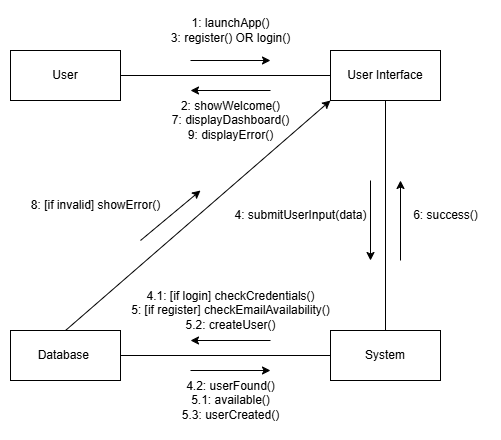 1: launchApp()
3: register() OR login()
User
User Interface
2: showWelcome()
7: displayDashboard()
9: displayError()
8: [if invalid] showError()
4: submitUserInput(data)
6: success()
4.1: [if login] checkCredentials()
5: [if register] checkEmailAvailability()
5.2: createUser()
Database
System
4.2: userFound()
5.1: available()
5.3: userCreated()